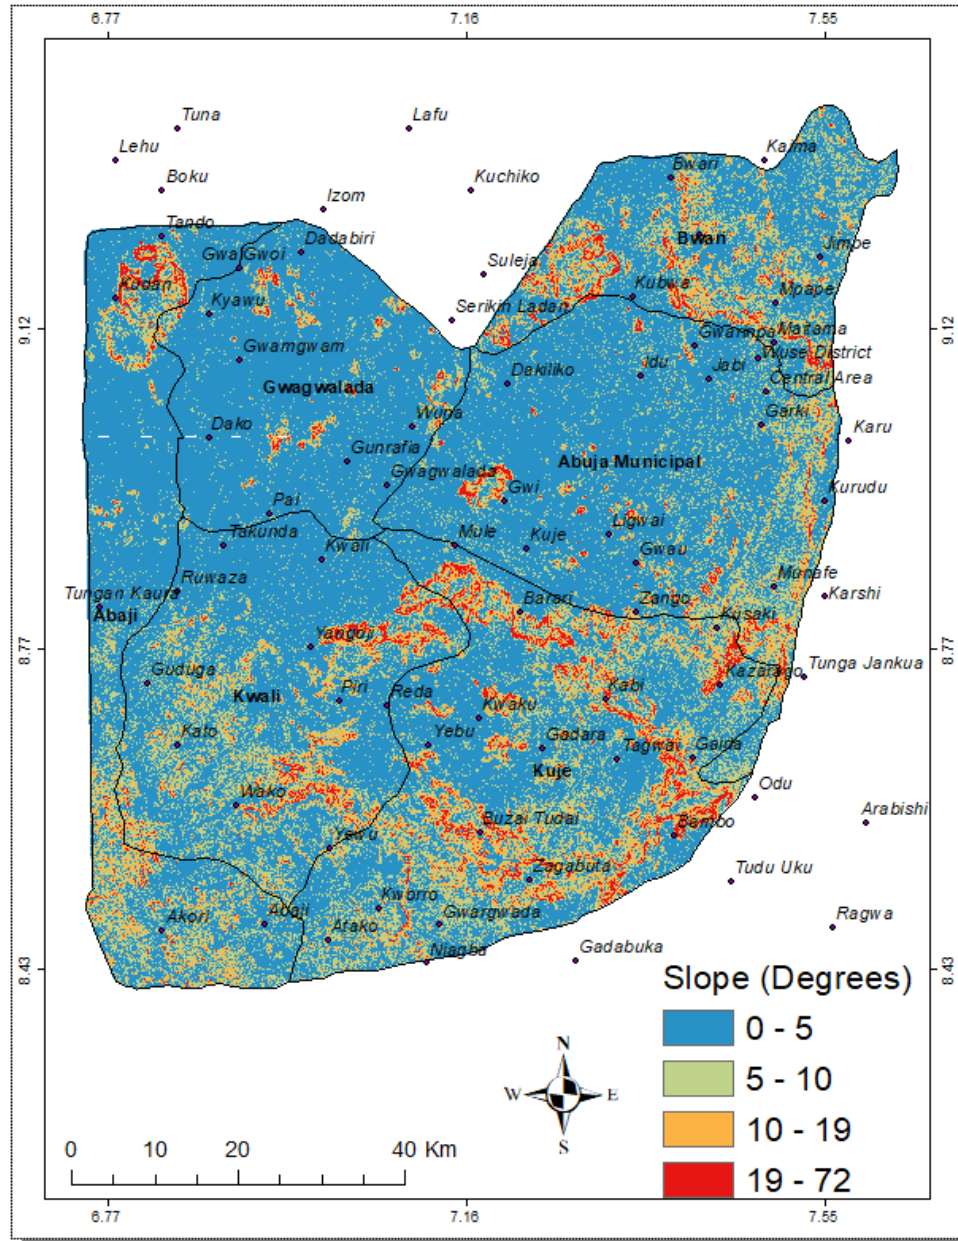 6.77 7.16 7.55
Tuna
Lafu
Lehu
Kaima
Boku
Kuchiko
Bwari
Izom
Tando
Dadabiri
Bwari
Gwa Gwoi
Jimpe
Suleja
Kudan
Kubwa
Mpape
Kyawu
Serikin Ladan
9.12
9.12
Gwarinpa
Maitama
Gwamgwam
Wuse District
Dakiliko
Idu
Jabi
Central Area
Gwagwalada
Wuna
Garki
Dako
Karu
Gunrafia
Abuja Municipal
Gwagwalada
Gwi
Kurudu
Pai
Ligwai
Takunda
Kwali
Mule
Kuje
Gwau
Ruwaza
Munafe
Tungan Kaura
Karshi
Abaji
Barari
Zango
Kusaki
Yangoji
8.77
8.77
Guduga
Tunga Jankua
Kwali
Piri
Reda
Kabi
Kazarago
Kwaku
Kato
Yebu
Gadara
Tagwai
Gaida
Kuje
Odu
Wako
Arabishi
Buzai Tudai
Bambo
Yewu
Zagabuta
Tudu Uku
Kworro
Akori
Abaji
Gwargwada
Ragwa
Atako
Niagba
Gadabuka
8.43
8.43
Slope (Degrees)
0 - 5
5 - 10
10 - 19
19 - 72
N
W E
S
0 20 40 Km
6.77 7.16 7.55